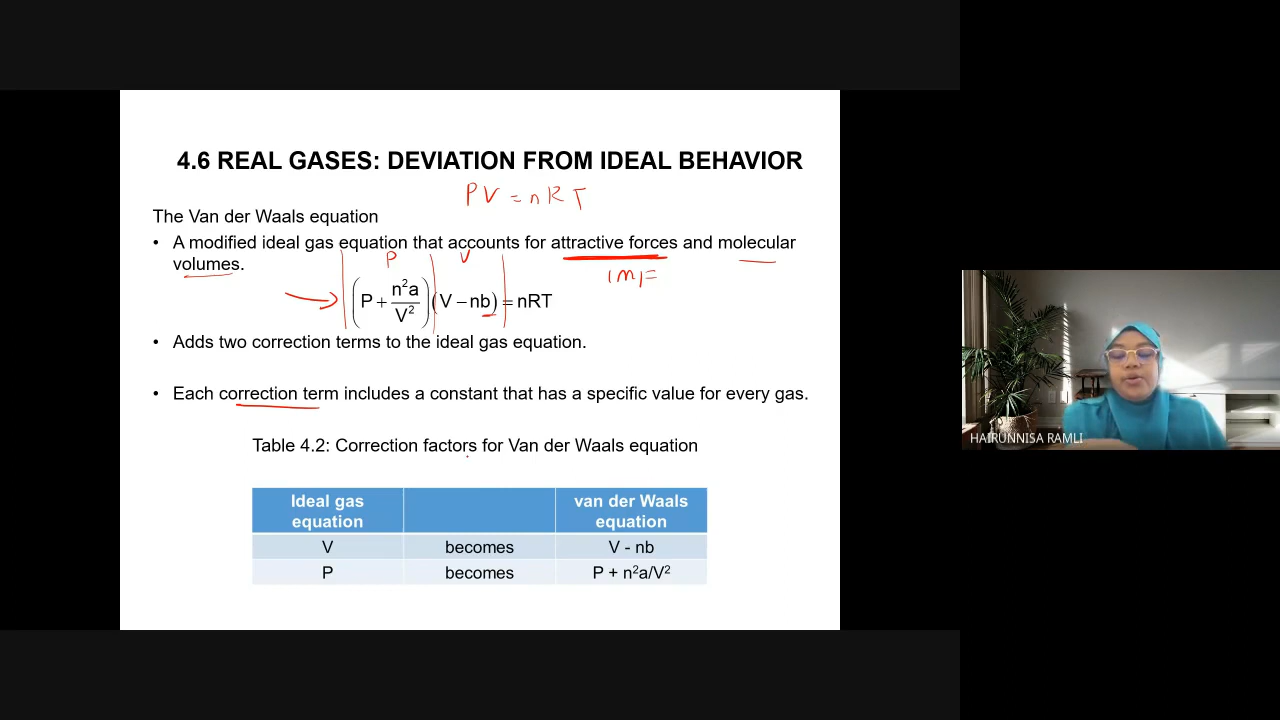 4.6 REAL GASES: DEVIATION FROM IDEAL BEHAVIOR
PV = nRT
The Van der Waals equation
• A modified ideal gas equation that accounts for attractive forces and molecular
volumes.
P V
(P + n²a/V²)(V − nb) = nRT
• Adds two correction terms to the ideal gas equation.
• Each correction term includes a constant that has a specific value for every gas.
Table 4.2: Correction factors for Van der Waals equation
Ideal gas equation van der Waals equation
V becomes V - nb
P becomes P + n²a/V²
HAIRUNNISA RAMLI